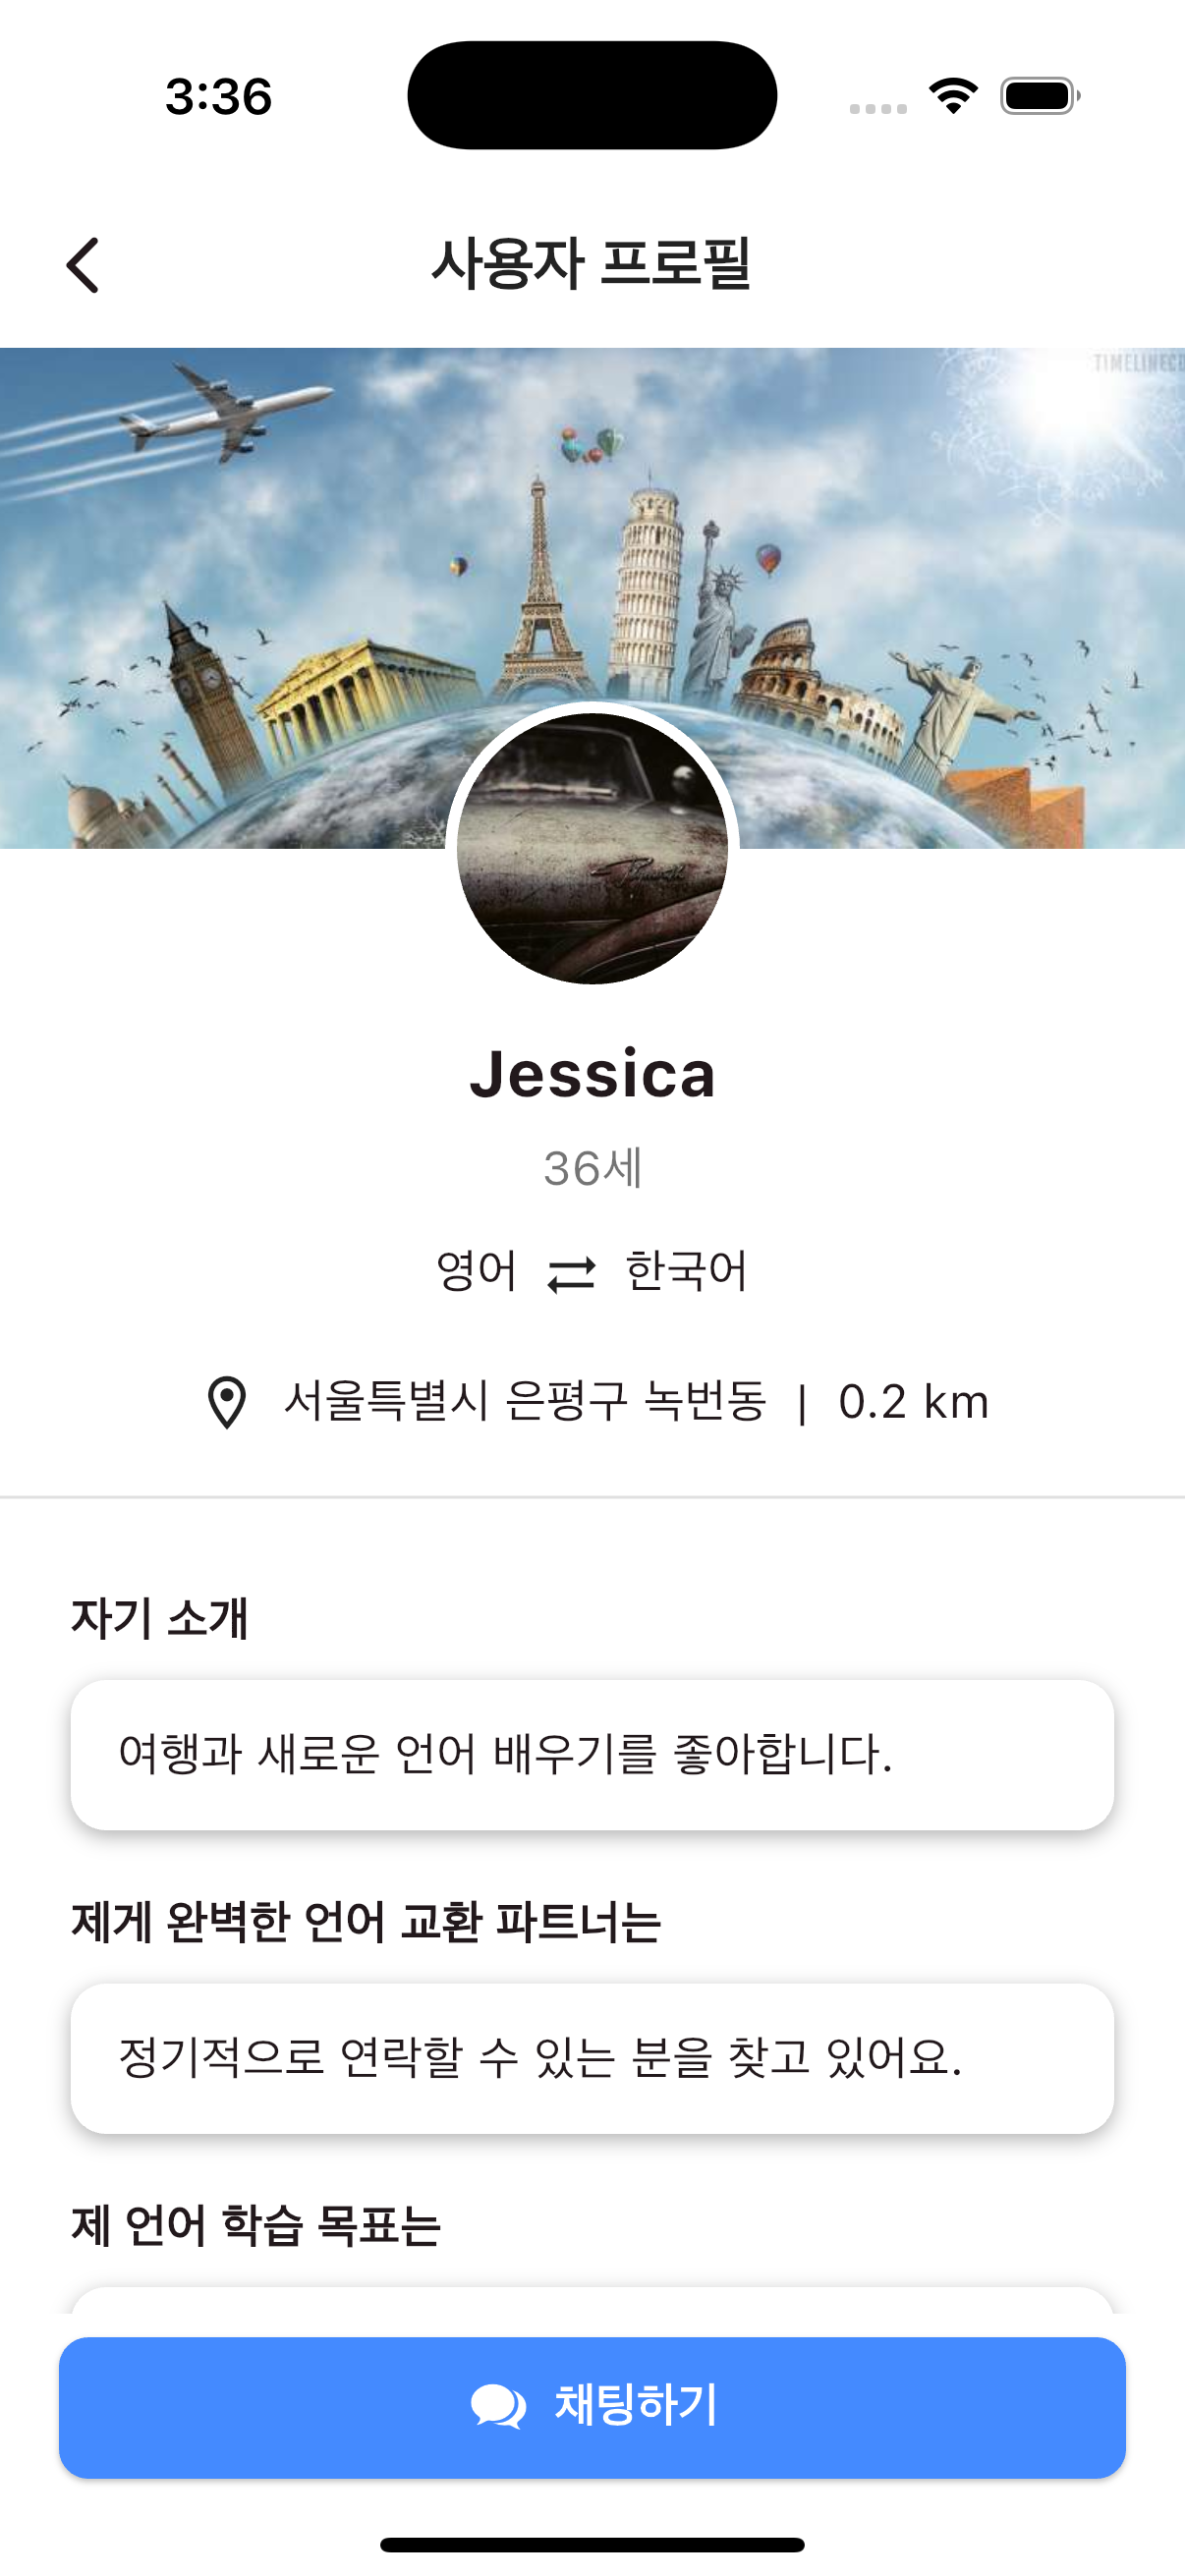 3:36
사용자 프로필
TIMELINECO
Jessica
36세
영어 한국어
서울특별시 은평구 녹번동 | 0.2 km
자기 소개
여행과 새로운 언어 배우기를 좋아합니다.
제게 완벽한 언어 교환 파트너는
정기적으로 연락할 수 있는 분을 찾고 있어요.
제 언어 학습 목표는
채팅하기